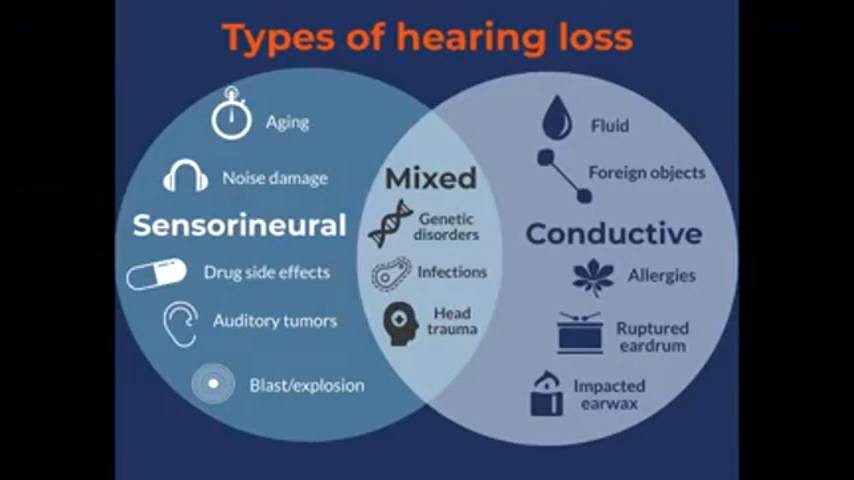 Types of hearing loss
Aging
Noise damage
Sensorineural
Drug side effects
Auditory tumors
Blast/explosion
Mixed
Genetic
disorders
Infections
Head
trauma
Fluid
Foreign objects
Conductive
Allergies
Ruptured
eardrum
Impacted
earwax